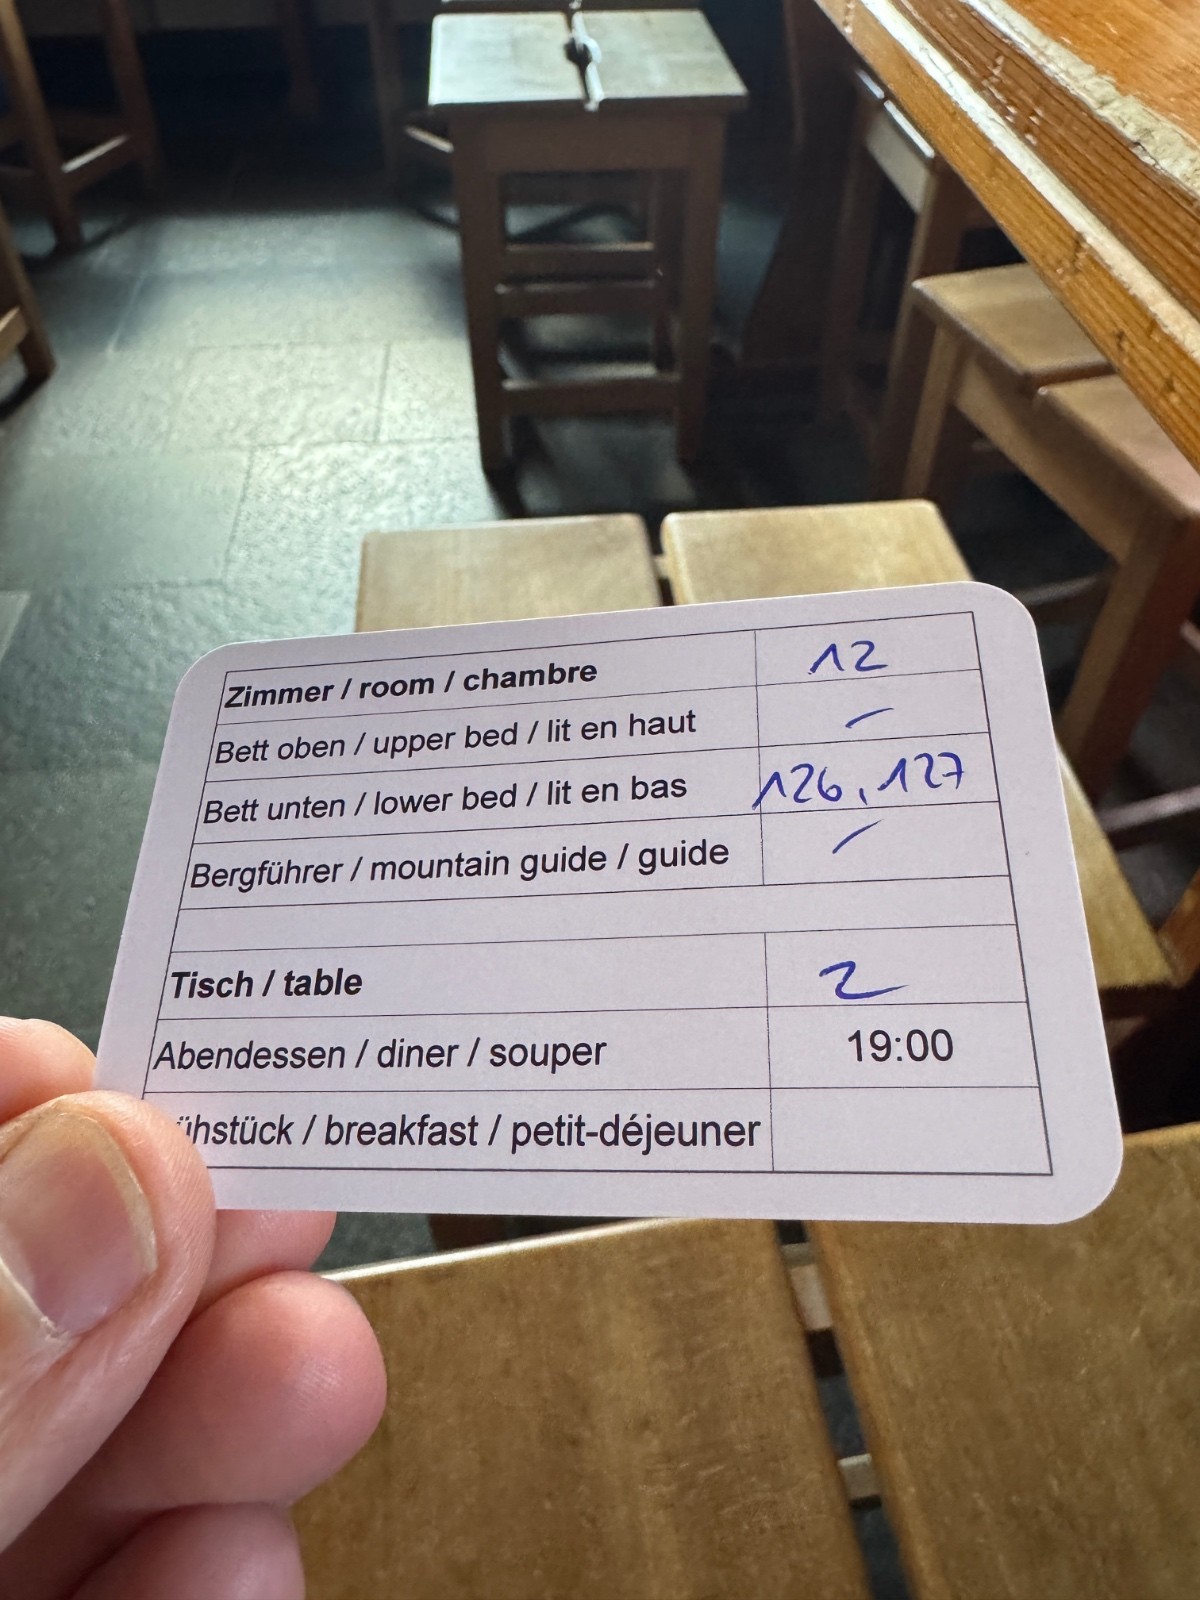 Zimmer / room / chambre 12
Bett oben / upper bed / lit en haut –
Bett unten / lower bed / lit en bas 126, 127
Bergführer / mountain guide / guide –
Tisch / table 2
Abendessen / diner / souper 19:00
ühstück / breakfast / petit-déjeuner